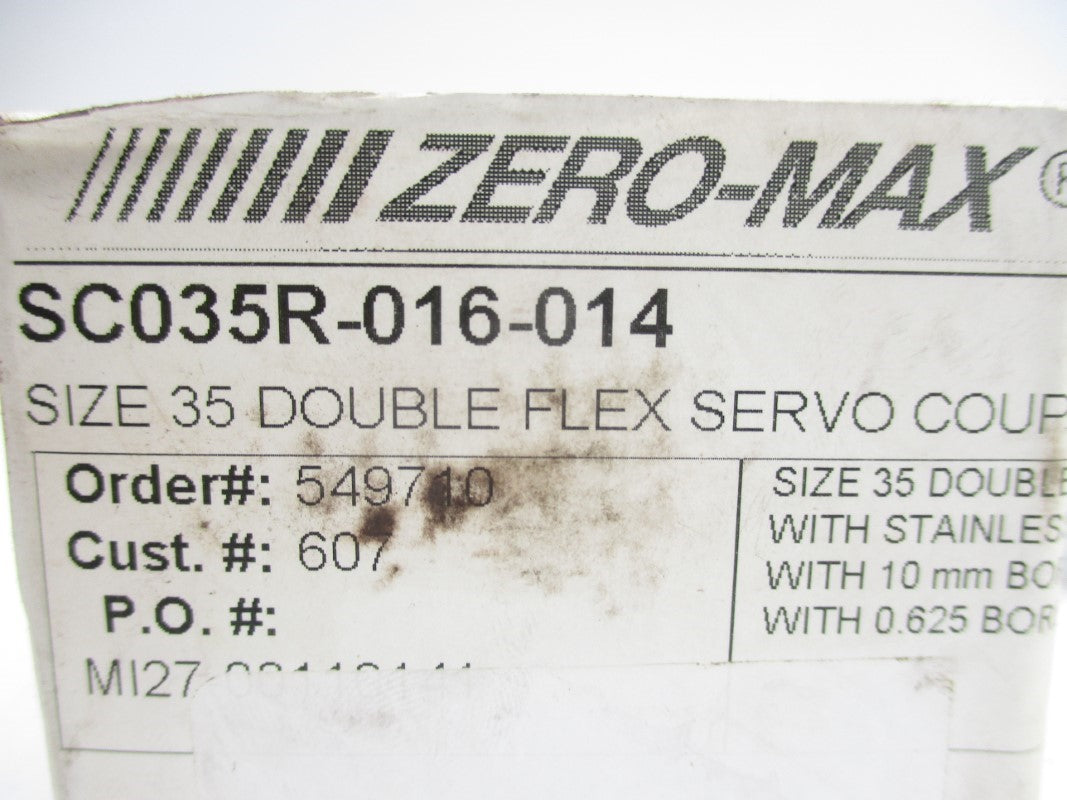 ZERO-MAX®
SC035R-016-014
SIZE 35 DOUBLE FLEX SERVO COUP
Order#: 549710
Cust. #: 607
P.O. #:
MI27
SIZE 35 DOUBLE
WITH STAINLES
WITH 10 mm BO
WITH 0.625 BOR